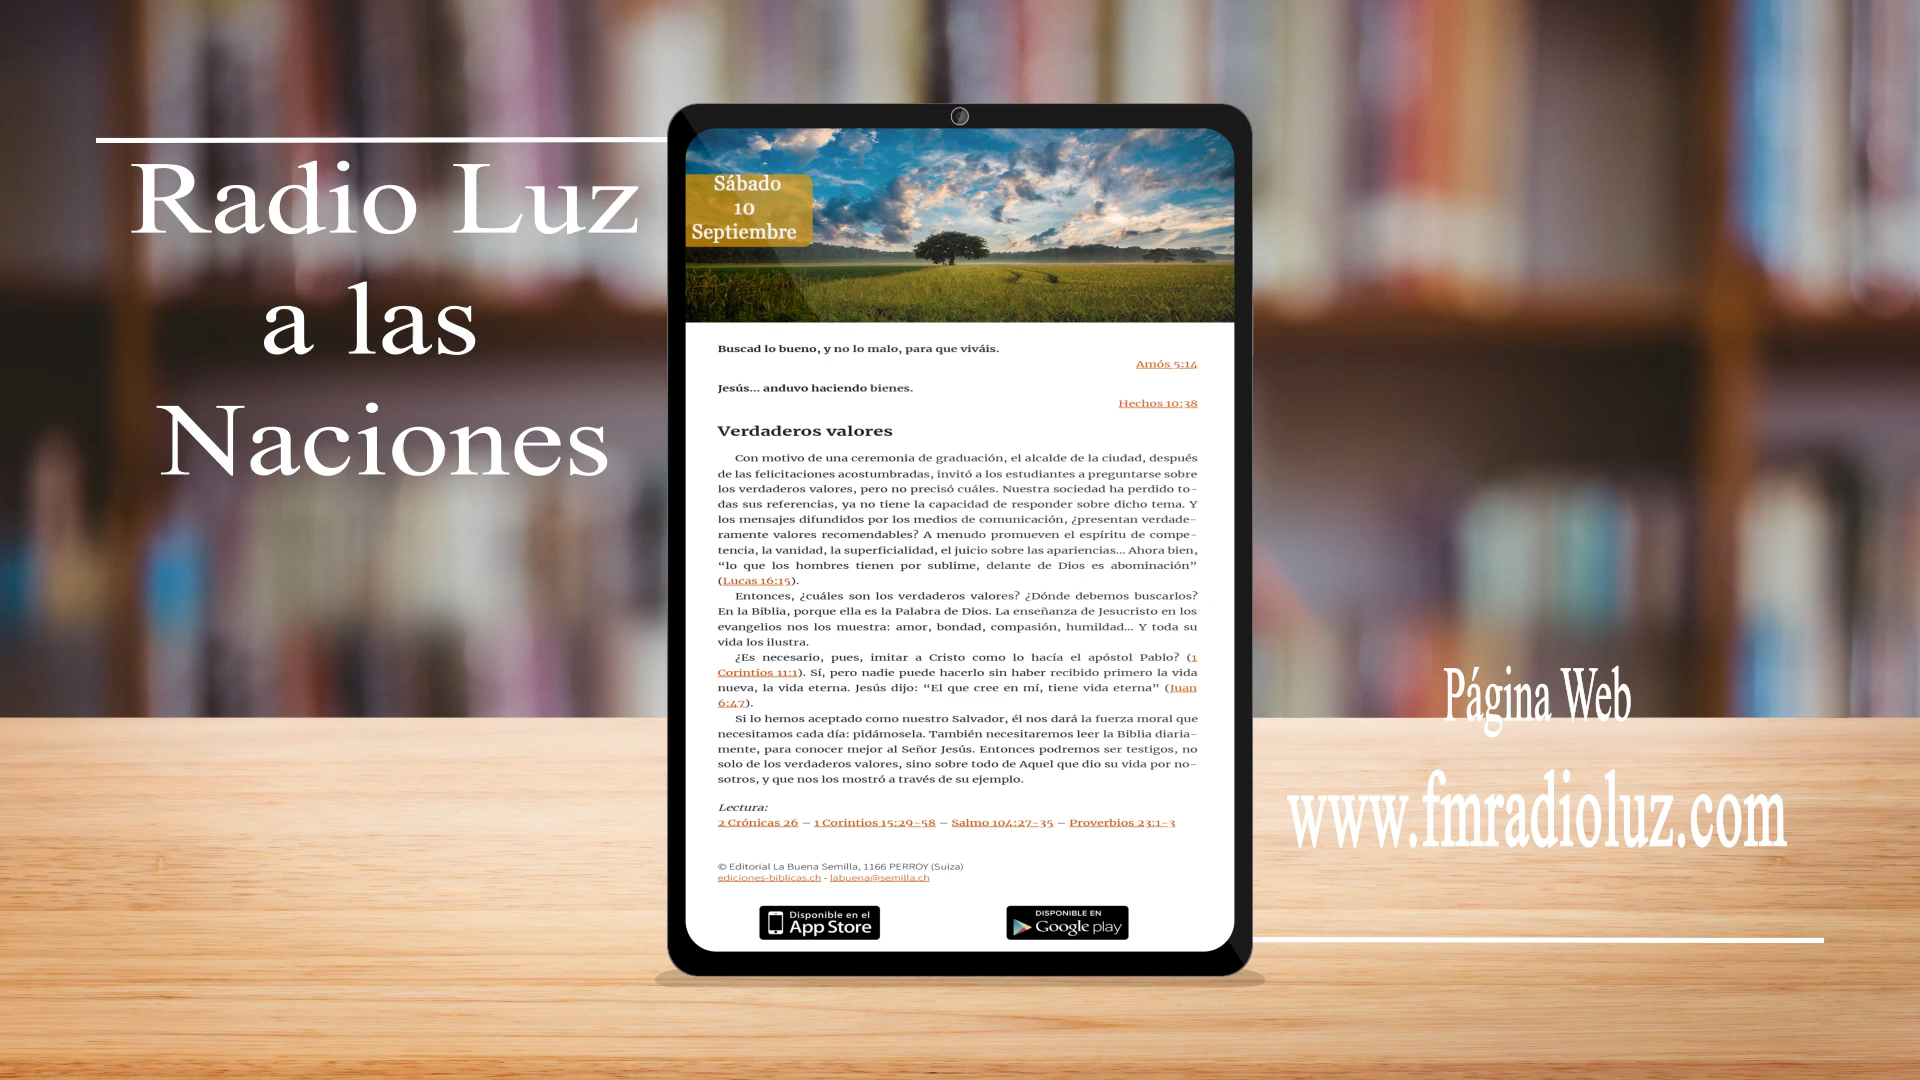 Radio Luz
a las
Naciones
Sábado
10
Septiembre
Buscad lo bueno, y no lo malo, para que viváis.
Amós 5:14
Jesús... anduvo haciendo bienes.
Hechos 10:38
Verdaderos valores
Con motivo de una ceremonia de graduación, el alcalde de la ciudad, después
de las felicitaciones acostumbradas, invitó a los estudiantes a preguntarse sobre
los verdaderos valores, pero no precisó cuáles. Nuestra sociedad ha perdido to-
das sus referencias, ya no tiene la capacidad de responder sobre dicho tema. Y
los mensajes difundidos por los medios de comunicación, ¿presentan verdade-
ramente valores recomendables? A menudo promueven el espíritu de compe-
tencia, la vanidad, la superficialidad, el juicio sobre las apariencias... Ahora bien,
“lo que los hombres tienen por sublime, delante de Dios es abominación”
(Lucas 16:15).
Entonces, ¿cuáles son los verdaderos valores? ¿Dónde debemos buscarlos?
En la Biblia, porque ella es la Palabra de Dios. La enseñanza de Jesucristo en los
evangelios nos los muestra: amor, bondad, compasión, humildad... Y toda su
vida los ilustra.
¿Es necesario, pues, imitar a Cristo como lo hacía el apóstol Pablo? (1
Corintios 11:1). Sí, pero nadie puede hacerlo sin haber recibido primero la vida
nueva, la vida eterna. Jesús dijo: “El que cree en mí, tiene vida eterna” (Juan
6:47).
Si lo hemos aceptado como nuestro Salvador, él nos dará la fuerza moral que
necesitamos cada día: pidámosela. También necesitaremos leer la Biblia diaria-
mente, para conocer mejor al Señor Jesús. Entonces podremos ser testigos, no
solo de los verdaderos valores, sino sobre todo de Aquel que dio su vida por no-
sotros, y que nos los mostró a través de su ejemplo.
Lectura:
2 Crónicas 26 – 1 Corintios 15:29-58 – Salmo 104:27-35 – Proverbios 23:1-3
© Editorial La Buena Semilla, 1166 PERROY (Suiza)
ediciones-biblicas.ch - labuena@semilla.ch
Disponible en el
App Store
DISPONIBLE EN
Google play
Página Web
www.fmradioluz.com